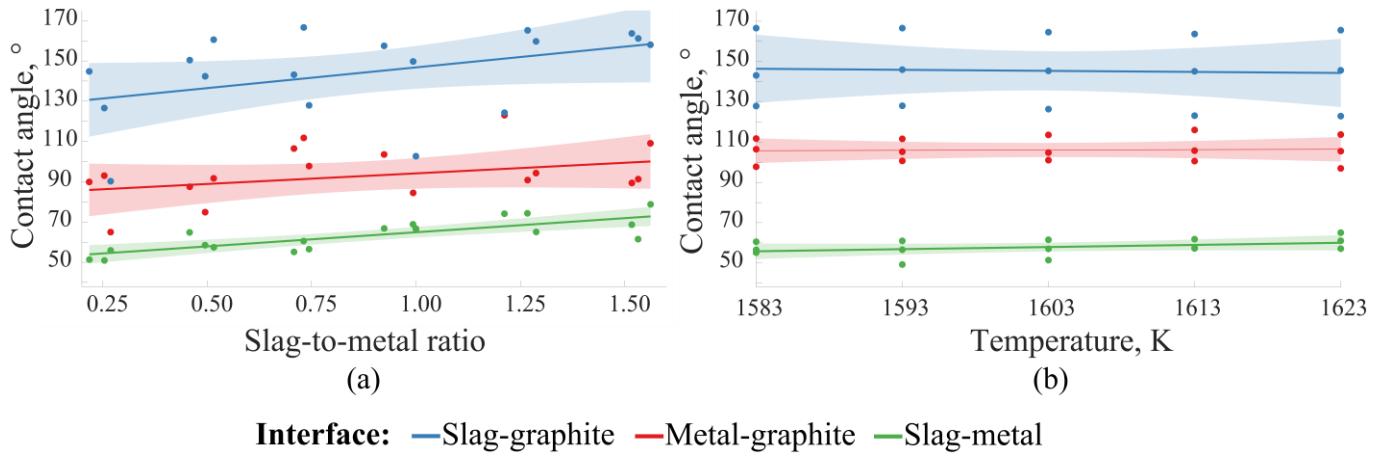 Contact angle, °
170
150
130
110
90
70
50
0.25 0.50 0.75 1.00 1.25 1.50
Slag-to-metal ratio
(a)
Contact angle, °
170
150
130
110
90
70
50
1583 1593 1603 1613 1623
Temperature, K
(b)
Interface: Slag-graphite Metal-graphite Slag-metal